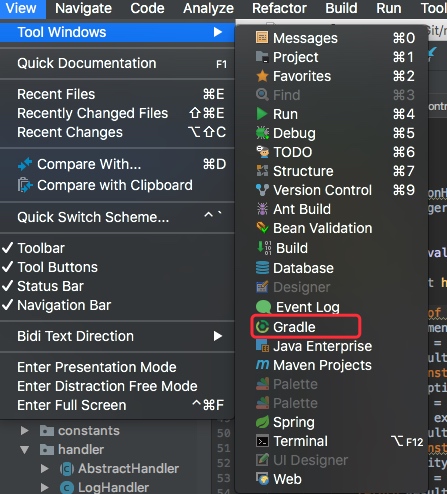 View Navigate Code Analyze Refactor Build Run
Tool Windows
Quick Documentation F1
Recent Files ⌘E
Recently Changed Files ⇧⌘E
Recent Changes ⌥⇧C
Compare With... ⌘D
Compare with Clipboard
Quick Switch Scheme... ^`
Toolbar
Tool Buttons
Status Bar
Navigation Bar
Bidi Text Direction
Enter Presentation Mode
Enter Distraction Free Mode
Enter Full Screen ^⌘F
constants
handler
AbstractHandler
LogHandler
Messages ⌘0
Project ⌘1
Favorites ⌘2
Find ⌘3
Run ⌘4
Debug ⌘5
TODO ⌘6
Structure ⌘7
Version Control ⌘9
Ant Build
Bean Validation
Build
Database
Designer
Event Log
Gradle
Java Enterprise
Maven Projects
Palette
Palette
Spring
Terminal ⌥F12
UI Designer
Web
50
51
52
53